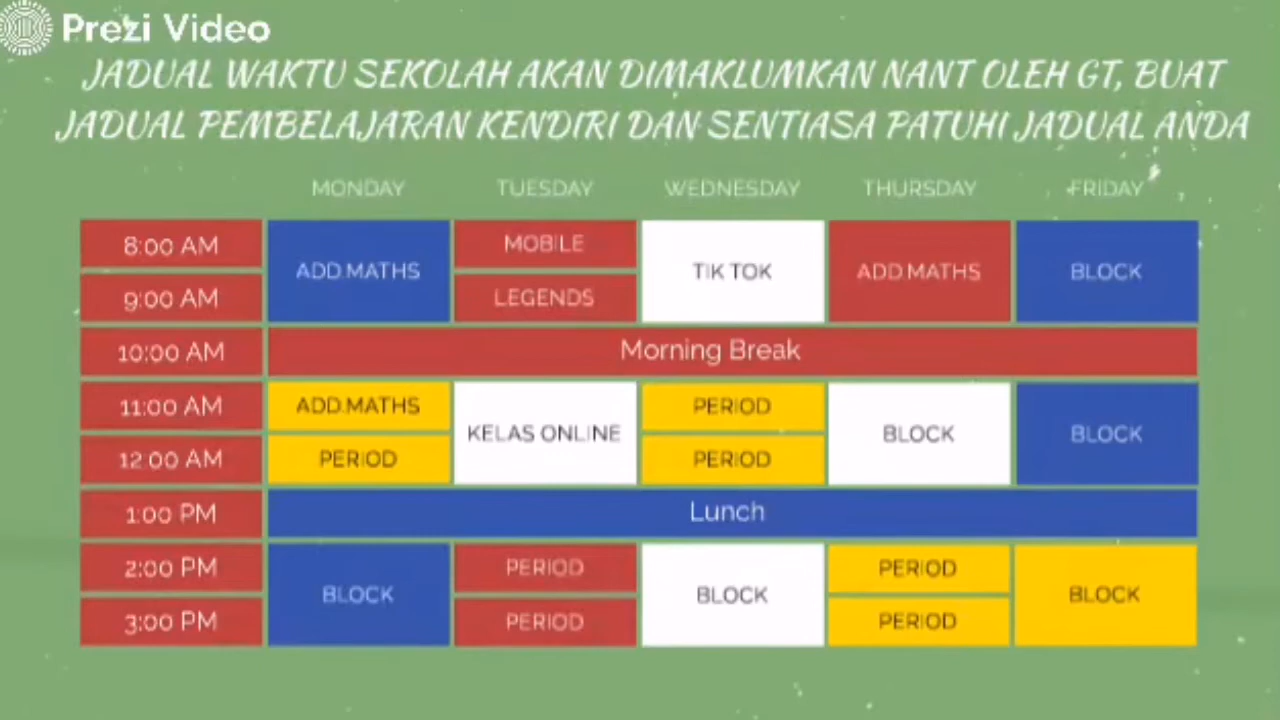 Prezi Video
JADUAL WAKTU SEKOLAH AKAN DIMAKLUMKAN NANT OLEH GT, BUAT
JADUAL PEMBELAJARAN KENDIRI DAN SENTIASA PATUHI JADUAL ANDA
MONDAY TUESDAY WEDNESDAY THURSDAY FRIDAY
8:00 AM ADD.MATHS MOBILE TIK TOK ADD.MATHS BLOCK
9:00 AM LEGENDS
10:00 AM Morning Break
11:00 AM ADD.MATHS KELAS ONLINE PERIOD BLOCK BLOCK
12:00 AM PERIOD PERIOD
1:00 PM Lunch
2:00 PM BLOCK PERIOD BLOCK PERIOD BLOCK
3:00 PM PERIOD PERIOD